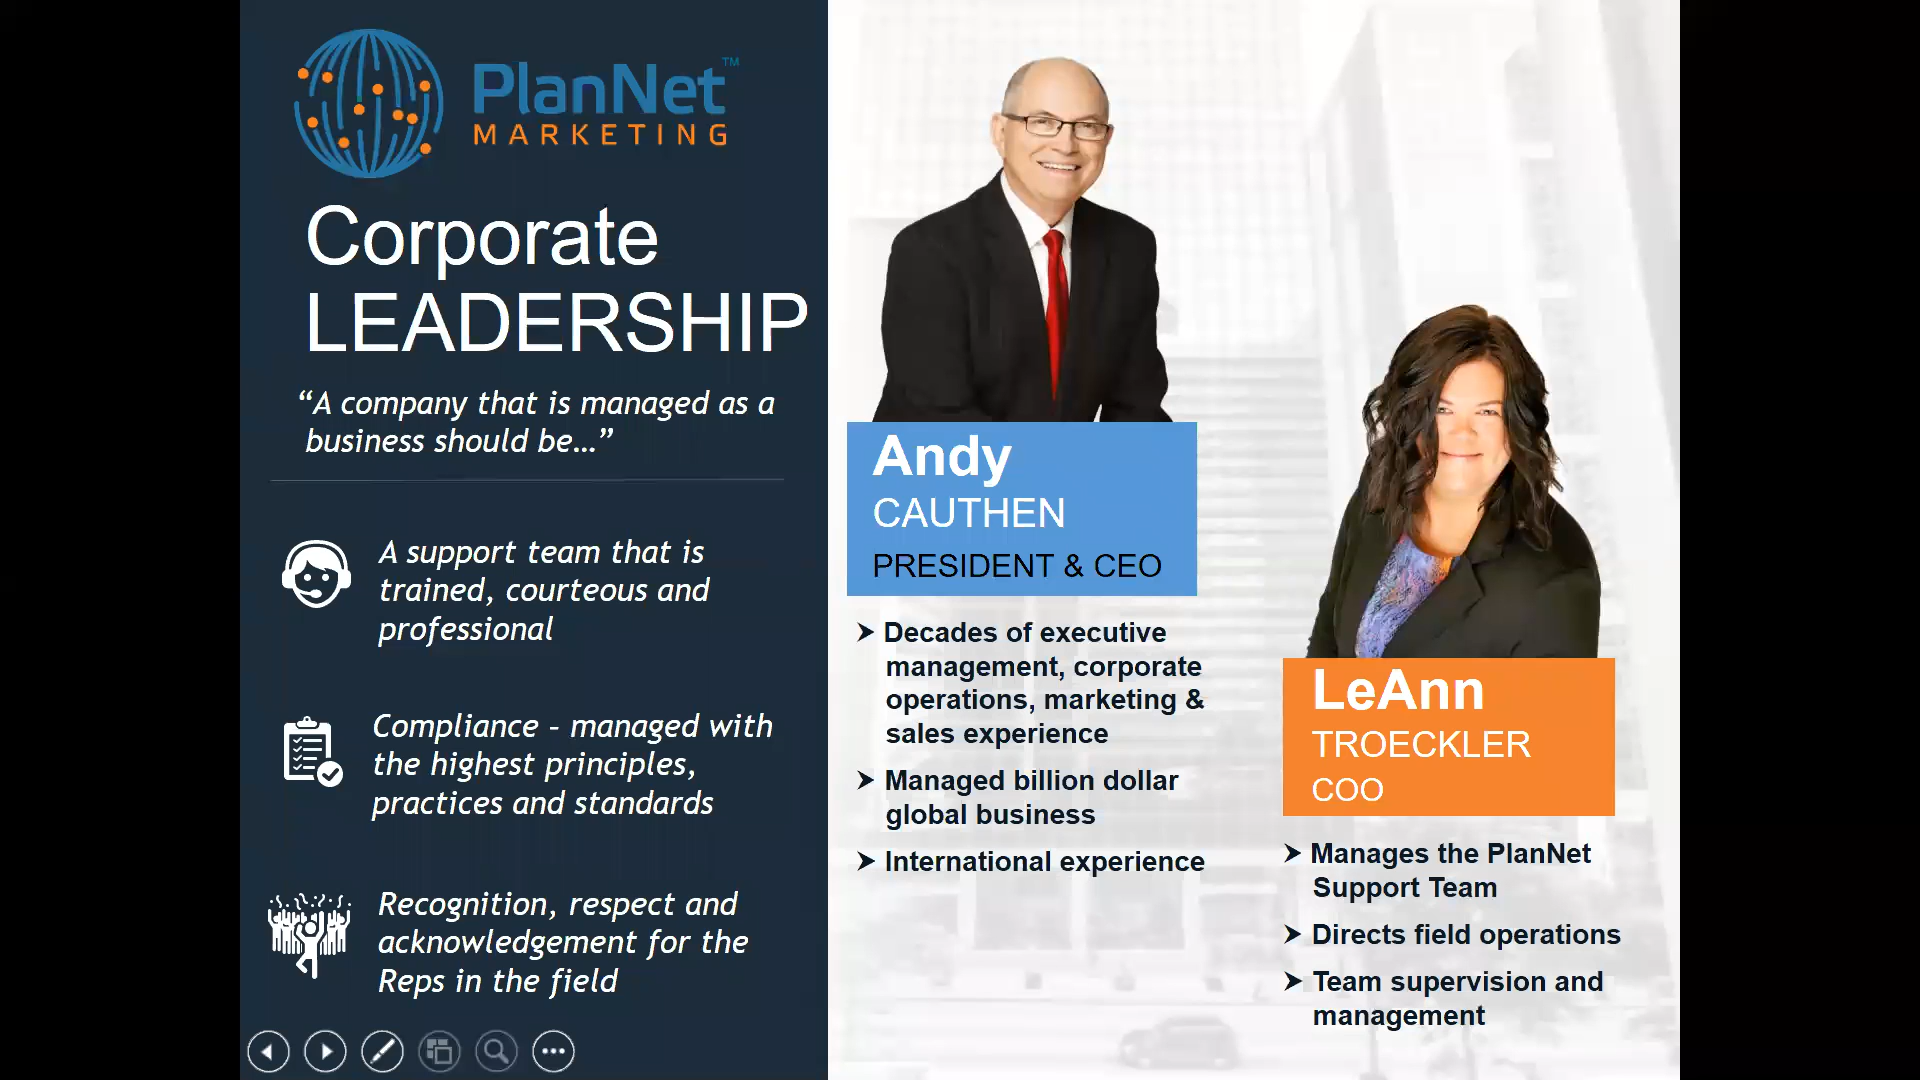 PlanNet™
MARKETING
Corporate
LEADERSHIP
“A company that is managed as a
business should be…”
A support team that is
trained, courteous and
professional
Compliance – managed with
the highest principles,
practices and standards
Recognition, respect and
acknowledgement for the
Reps in the field
Andy
CAUTHEN
PRESIDENT & CEO
➤ Decades of executive
management, corporate
operations, marketing &
sales experience
➤ Managed billion dollar
global business
➤ International experience
LeAnn
TROECKLER
COO
➤ Manages the PlanNet
Support Team
➤ Directs field operations
➤ Team supervision and
management